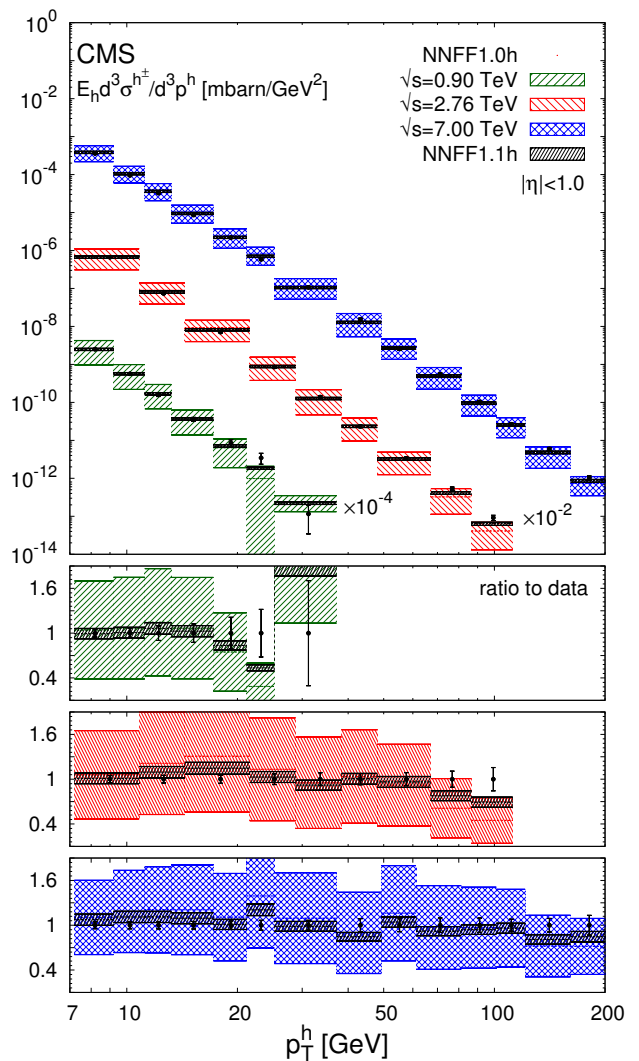 10^0
CMS
NNFF1.0h
E_h d^3 σ^{h±}/d^3 p^h [mbarn/GeV^2]
√s=0.90 TeV
10^{-2}
√s=2.76 TeV
√s=7.00 TeV
NNFF1.1h
10^{-4}
|η|<1.0
10^{-6}
10^{-8}
10^{-10}
10^{-12}
×10^{-4}
×10^{-2}
10^{-14}
1.6
ratio to data
1
0.4
1.6
1
0.4
1.6
1
0.4
7 10 20 50 100 200
p_T^h [GeV]